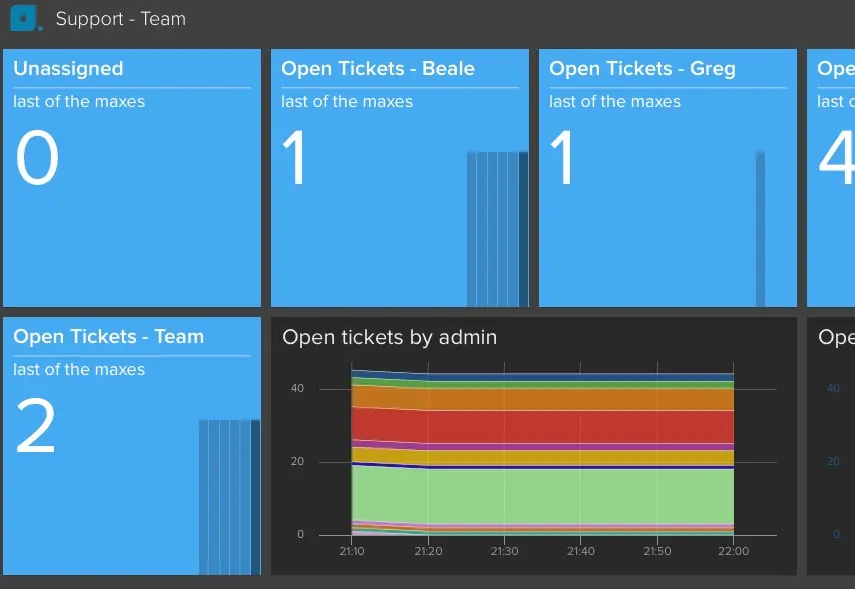 Support - Team
Unassigned
last of the maxes
0
Open Tickets - Beale
last of the maxes
1
Open Tickets - Greg
last of the maxes
1
Ope
last o
4
Open Tickets - Team
last of the maxes
2
Open tickets by admin
40
20
0
21:10 21:20 21:30 21:40 21:50 22:00
Ope
40
20
0